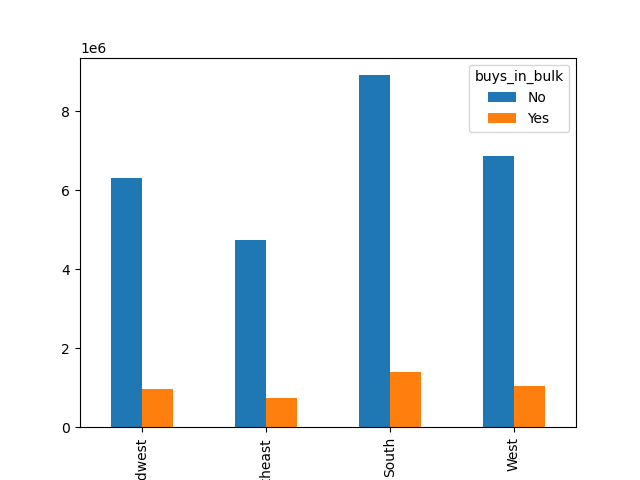 1e6
buys_in_bulk
No
Yes
8
6
4
2
0
dwest
theast
South
West